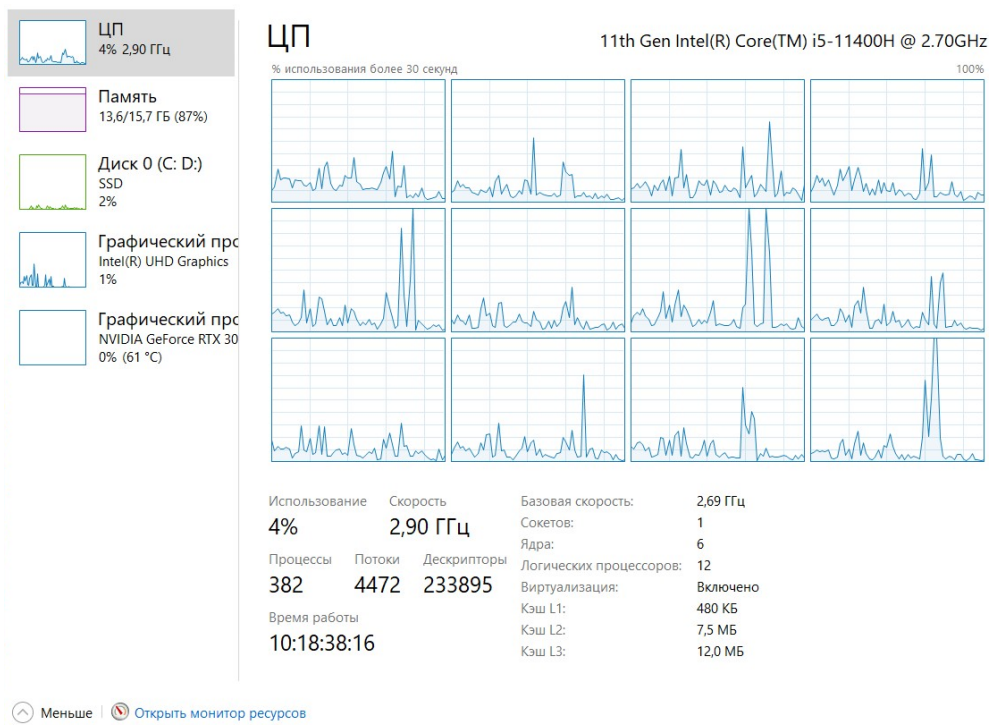 ЦП
4% 2,90 ГГц
Память
13,6/15,7 ГБ (87%)
Диск 0 (C: D:)
SSD
2%
Графический прс
Intel(R) UHD Graphics
1%
Графический прс
NVIDIA GeForce RTX 30
0% (61 °C)
ЦП
11th Gen Intel(R) Core(TM) i5-11400H @ 2.70GHz
% использования более 30 секунд
100%
Использование Скорость
4% 2,90 ГГц
Процессы Потоки Дескрипторы
382 4472 233895
Время работы
10:18:38:16
Базовая скорость: 2,69 ГГц
Сокетов: 1
Ядра: 6
Логических процессоров: 12
Виртуализация: Включено
Кэш L1: 480 КБ
Кэш L2: 7,5 МБ
Кэш L3: 12,0 МБ
Меньше
Открыть монитор ресурсов